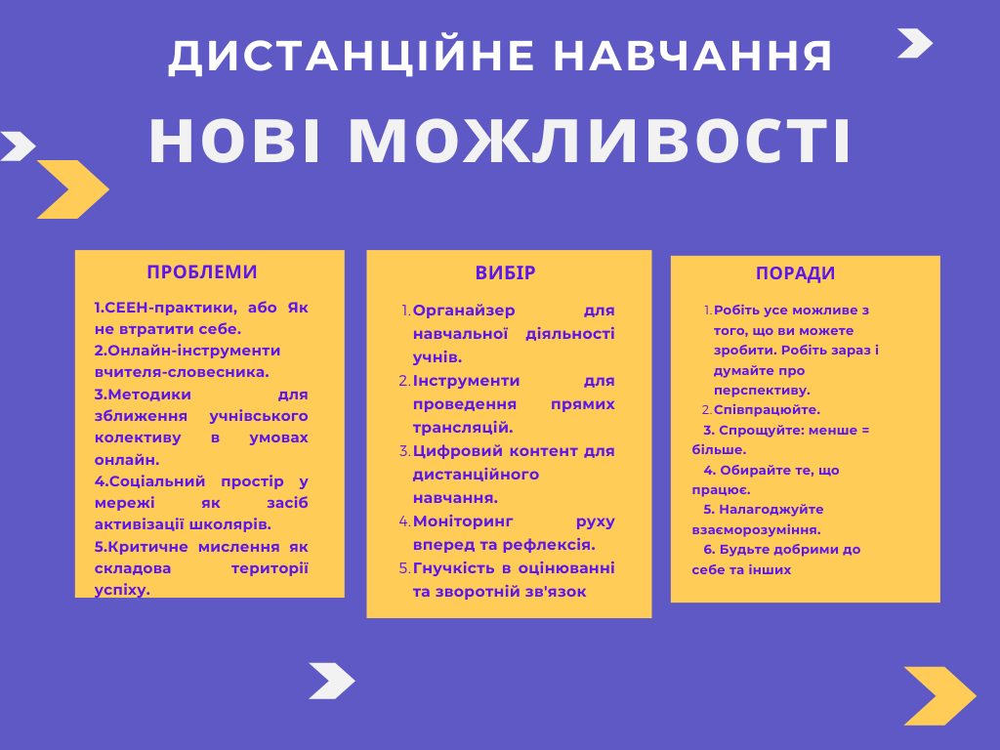 ДИСТАНЦІЙНЕ НАВЧАННЯ
НОВІ МОЖЛИВОСТІ
ПРОБЛЕМИ
1.СЕЕН-практики, або Як
не втратити себе.
2.Онлайн-інструменти
вчителя-словесника.
3.Методики для
зближення учнівського
колективу в умовах
онлайн.
4.Соціальний простір у
мережі як засіб
активізації школярів.
5.Критичне мислення як
складова території
успіху.
ВИБІР
1. Органайзер для
навчальної діяльності
учнів.
2. Інструменти для
проведення прямих
трансляцій.
3. Цифровий контент для
дистанційного
навчання.
4. Моніторинг руху
вперед та рефлексія.
5. Гнучкість в оцінюванні
та зворотній зв'язок
ПОРАДИ
1. Робіть усе можливе з
того, що ви можете
зробити. Робіть зараз і
думайте про
перспективу.
2. Співпрацюйте.
3. Спрощуйте: менше =
більше.
4. Обирайте те, що
працює.
5. Налагоджуйте
взаєморозуміння.
6. Будьте добрими до
себе та інших